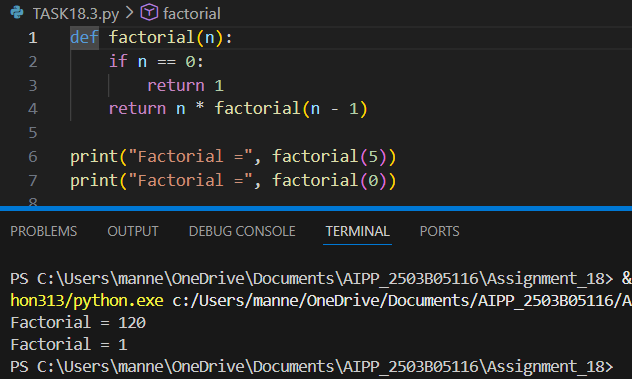 TASK18.3.py > factorial
1 def factorial(n):
2     if n == 0:
3         return 1
4     return n * factorial(n - 1)
5
6 print("Factorial =", factorial(5))
7 print("Factorial =", factorial(0))
8
PROBLEMS OUTPUT DEBUG CONSOLE TERMINAL PORTS
PS C:\Users\manne\OneDrive\Documents\AIPP_2503B05116\Assignment_18> &
hon313/python.exe c:/Users/manne/OneDrive/Documents/AIPP_2503B05116/A
Factorial = 120
Factorial = 1
PS C:\Users\manne\OneDrive\Documents\AIPP_2503B05116\Assignment_18>